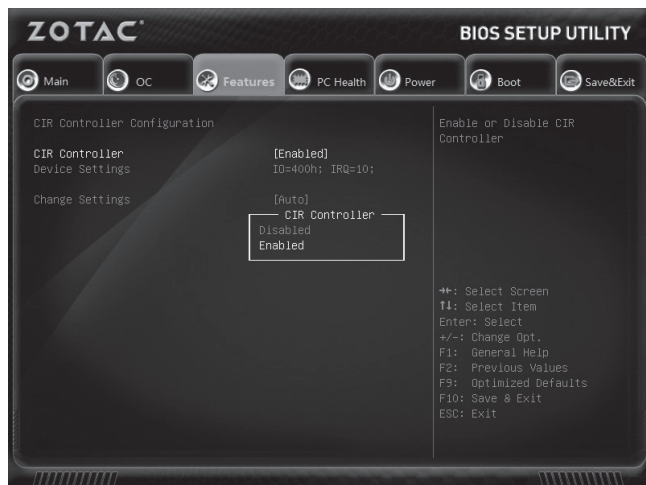 ZOTAC
BIOS SETUP UTILITY
Main OC Features PC Health Power Boot Save&Exit
CIR Controller Configuration
CIR Controller [Enabled]
Device Settings IO=400h; IRQ=10;
Change Settings [Auto]
CIR Controller
Disabled
Enabled
Enable or Disable CIR
Controller
→←: Select Screen
↑↓: Select Item
Enter: Select
+/-: Change Opt.
F1: General Help
F2: Previous Values
F9: Optimized Defaults
F10: Save & Exit
ESC: Exit